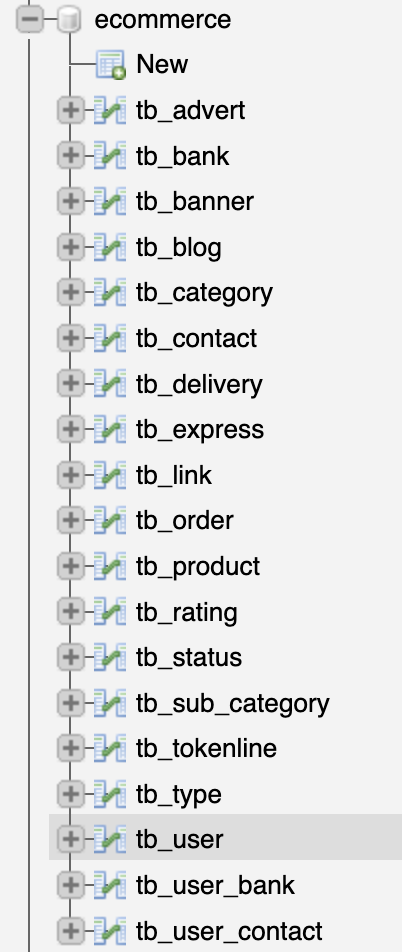 ecommerce
New
tb_advert
tb_bank
tb_banner
tb_blog
tb_category
tb_contact
tb_delivery
tb_express
tb_link
tb_order
tb_product
tb_rating
tb_status
tb_sub_category
tb_tokenline
tb_type
tb_user
tb_user_bank
tb_user_contact